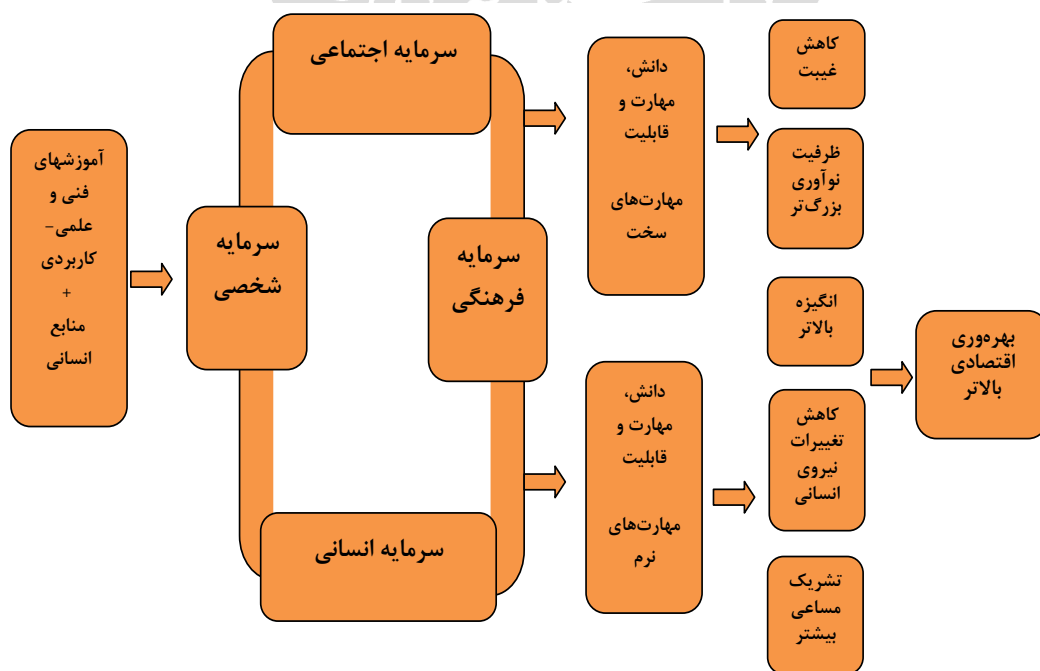 آموزشهای
فنی و
علمی-
کاربردی
+
منابع
انسانی
سرمایه
شخصی
سرمایه اجتماعی
سرمایه
فرهنگی
سرمایه انسانی
دانش،
مهارت و
قابلیت
مهارت‌های
سخت
دانش،
مهارت و
قابلیت
مهارت‌های
نرم
کاهش
غیبت
ظرفیت
نوآوری
بزرگ‌تر
انگیزه
بالاتر
کاهش
تغییرات
نیروی
انسانی
تشریک
مساعی
بیشتر
بهره‌وری
اقتصادی
بالاتر